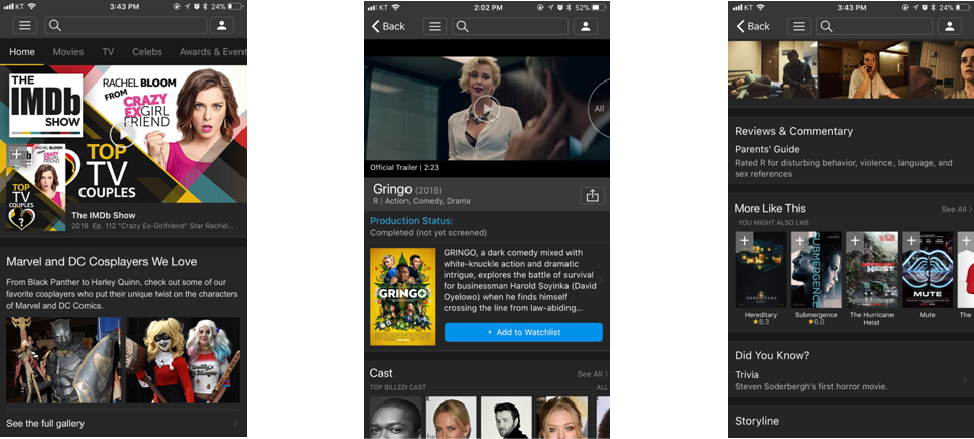 KT 3:43 PM 24%
Home Movies TV Celebs Awards & Event
THE
IMDb
SHOW
RACHEL BLOOM
FROM CRAZY
EX GIRL
FRIEND
TOP
TV
COUPLES
TOP
TV
COUPLES
?
The IMDb Show
2018 Ep. 112 "Crazy Ex-Girlfriend" Star Rachel...
Marvel and DC Cosplayers We Love
From Black Panther to Harley Quinn, check out some of our
favorite cosplayers who put their unique twist on the characters
of Marvel and DC Comics.
See the full gallery
KT 2:02 PM 52%
Back
All
Official Trailer | 2:23
Gringo (2018)
R | Action, Comedy, Drama
Production Status:
Completed (not yet screened)
GRINGO
GRINGO, a dark comedy mixed with
white-knuckle action and dramatic
intrigue, explores the battle of survival
for businessman Harold Soyinka (David
Oyelowo) when he finds himself
crossing the line from law-abiding...
+ Add to Watchlist
Cast See All
TOP BILLED CAST ALL
KT 3:43 PM 24%
Back
Reviews & Commentary
Parents' Guide
Rated R for disturbing behavior, violence, language, and
sex references
More Like This See All
YOU MIGHT ALSO LIKE
HEREDITARY
SUBMERGENCE
HEIST
MUTE
THE
Hereditary Submergence The Hurricane Mute The
8.3 6.0 Heist
Did You Know?
Trivia
Steven Soderbergh's first horror movie.
Storyline